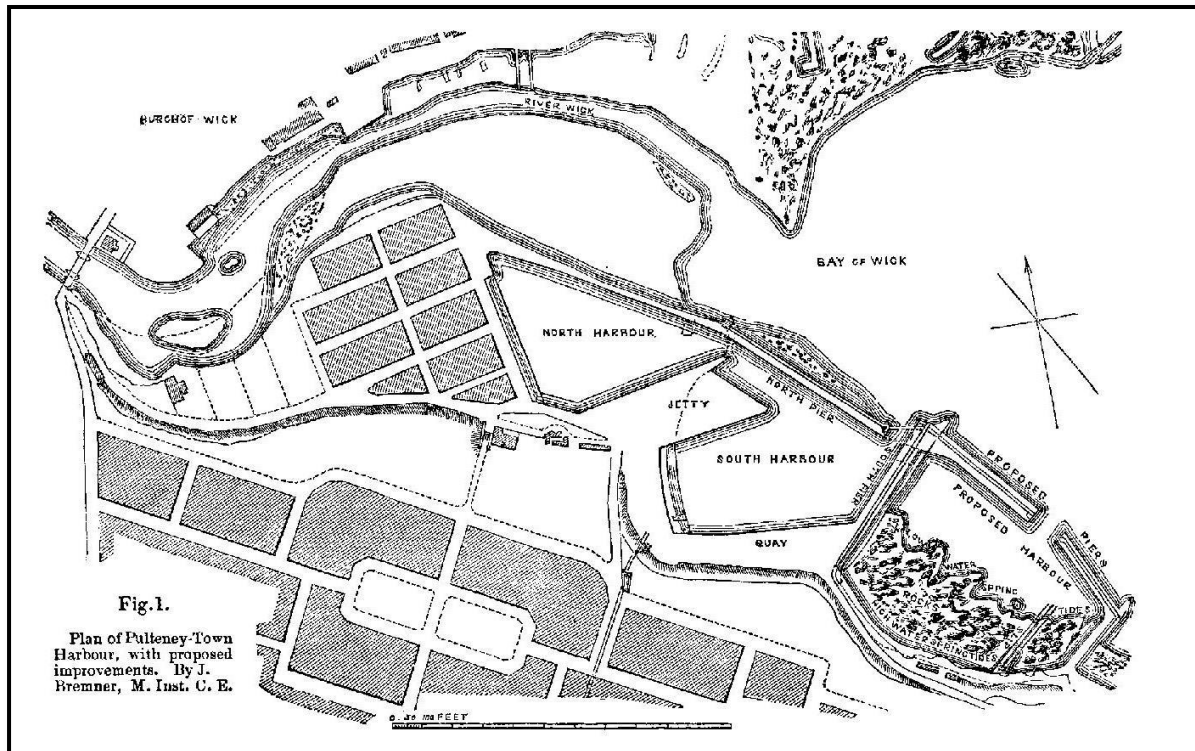 RIVER WICK
BURGH OF WICK
BAY OF WICK
NORTH HARBOUR
JETTY
NORTH PIER
SOUTH HARBOUR
SOUTH PIER
QUAY
PROPOSED
PIERS
PROPOSED
HARBOUR
LOW
WATER
SPRING
TIDES
ROCKS
HIGH WATER SPRING TIDES
Fig.1.
Plan of Pulteney-Town
Harbour, with proposed
improvements. By J.
Bremner, M. Inst. C. E.
FEET